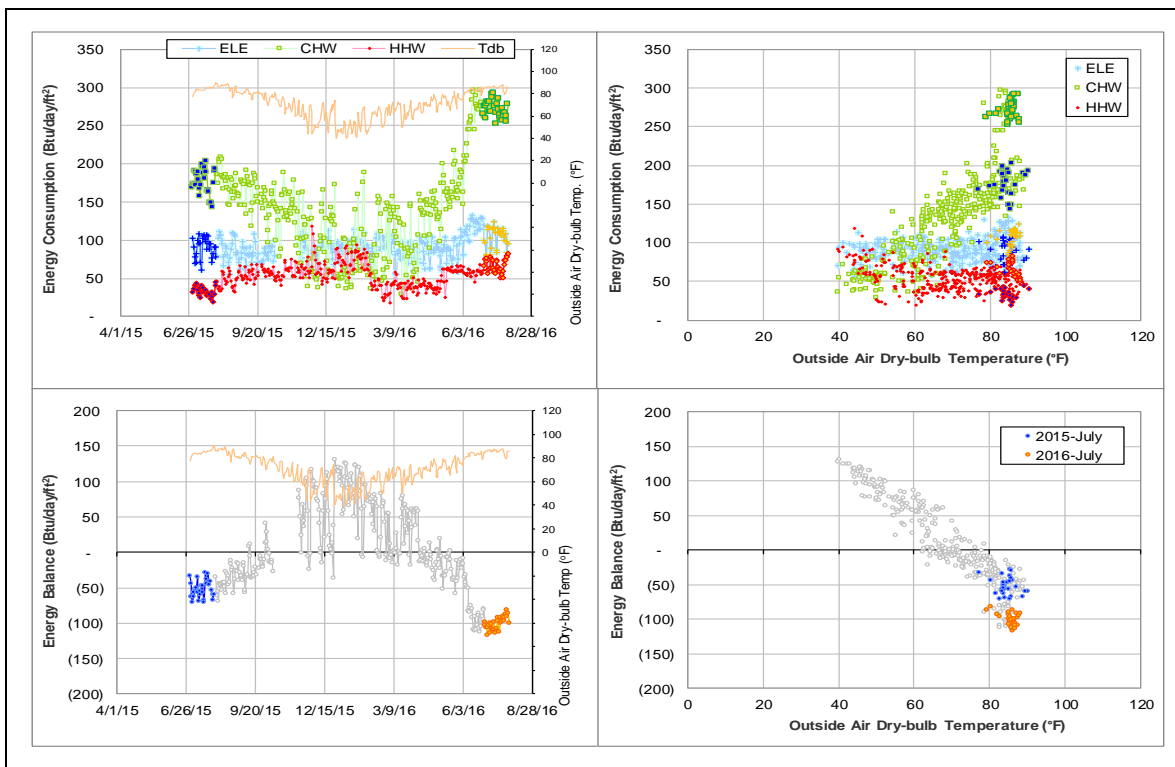 ELE CHW HHW Tdb
Energy Consumption (Btu/day/ft²)
350
300
250
200
150
100
50
-
120
100
80
60
40
20
0
Outside Air Dry-bulb Temp. (°F)
4/1/15 6/26/15 9/20/15 12/15/15 3/9/16 6/3/16 8/28/16
Energy Consumption (Btu/day/ft²)
350
300
250
200
150
100
50
-
ELE
CHW
HHW
0 20 40 60 80 100 120
Outside Air Dry-bulb Temperature (°F)
Energy Balance (Btu/day/ft²)
200
150
100
50
-
(50)
(100)
(150)
(200)
120
100
80
60
40
20
0
Outside Air Dry-bulb Temp (°F)
4/1/15 6/26/15 9/20/15 12/15/15 3/9/16 6/3/16 8/28/16
Energy Balance (Btu/day/ft²)
200
150
100
50
-
(50)
(100)
(150)
(200)
2015-July
2016-July
0 20 40 60 80 100 120
Outside Air Dry-bulb Temperature (°F)